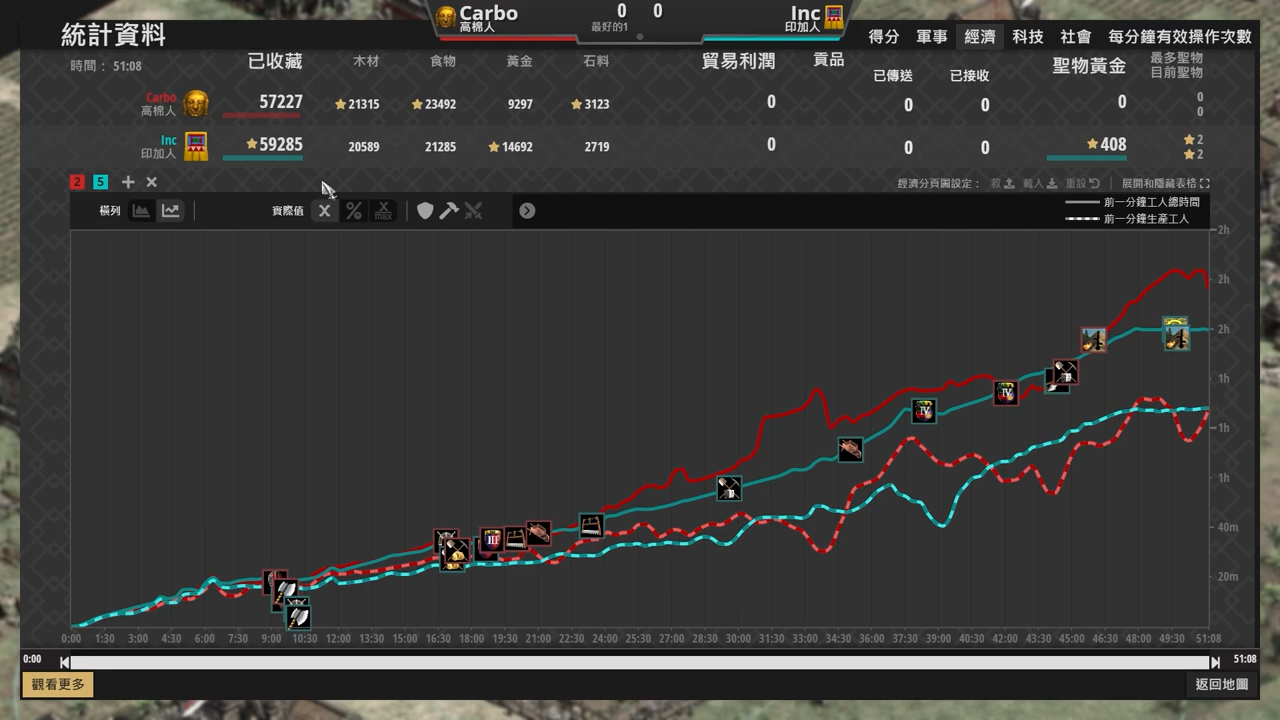 統計資料
Carbo
高棉人
0
0
最好的1
Inc
印加人
得分 軍事 經濟 科技 社會 每分鐘有效操作次數
時間： 51:08
已收藏 木材 食物 黃金 石料 貿易利潤 貢品 已傳送 已接收 聖物黃金 最多聖物
目前聖物
Carbo
高棉人
57227 21315 23492 9297 3123 0 0 0 0 0
0
Inc
印加人
59285 20589 21285 14692 2719 0 0 0 408 2
2
2 5
經濟分頁圖設定： 載入 重設 展開和隱藏表格
橫列 實際值 X % X max
前一分鐘工人總時間
前一分鐘生產工人
2h
2h
2h
1h
1h
1h
40m
20m
III
IV
IV
0:00 1:30 3:00 4:30 6:00 7:30 9:00 10:30 12:00 13:30 15:00 16:30 18:00 19:30 21:00 22:30 24:00 25:30 27:00 28:30 30:00 31:30 33:00 34:30 36:00 37:30 39:00 40:30 42:00 43:30 45:00 46:30 48:00 49:30 51:08
0:00 51:08
觀看更多
返回地圖